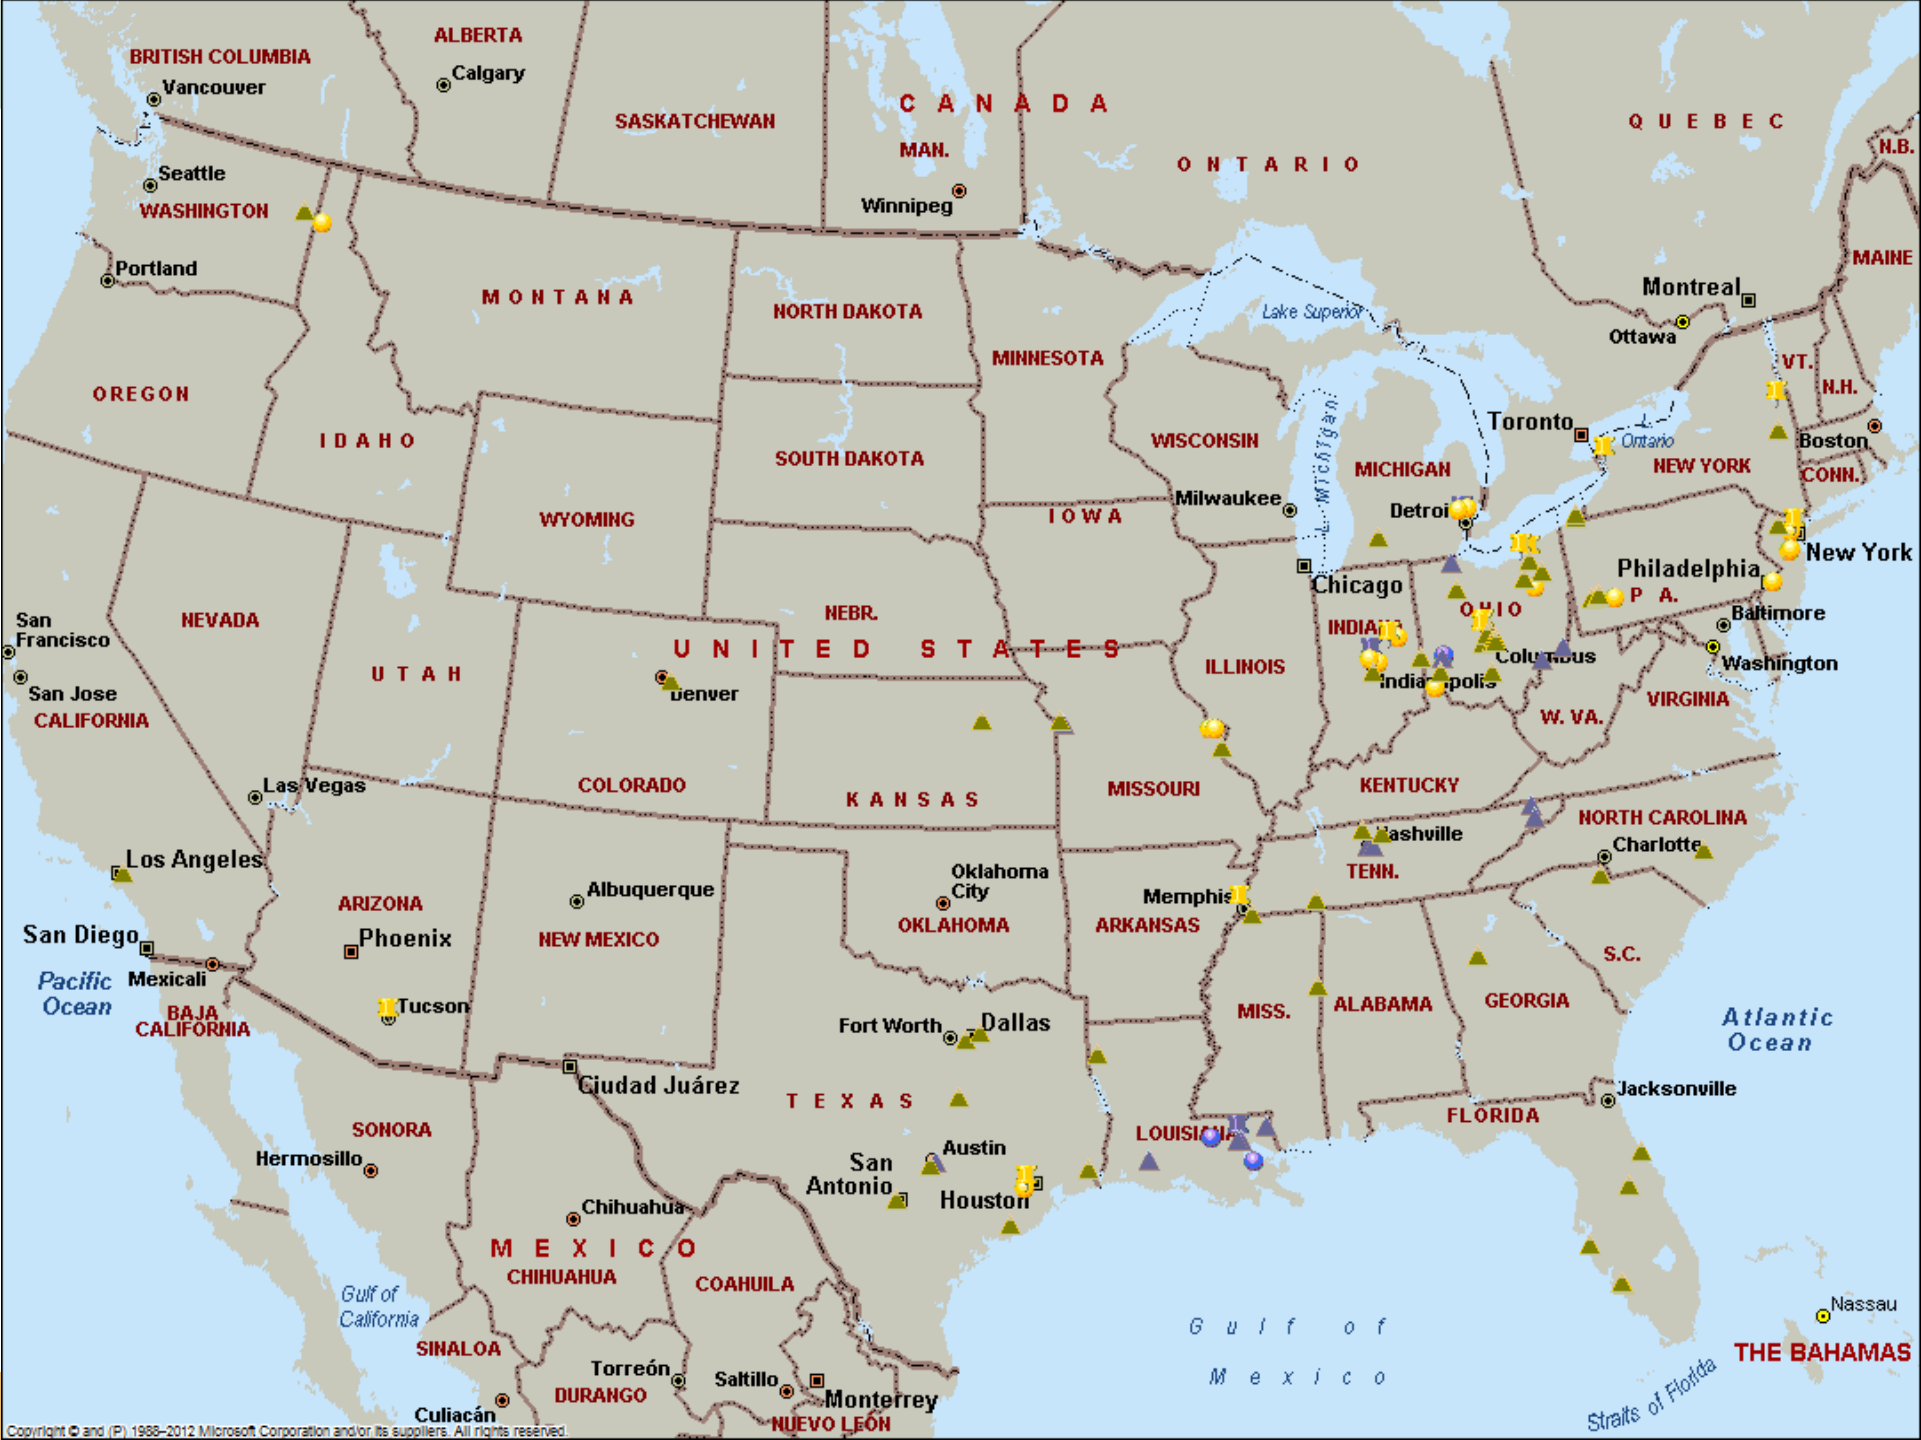 ALBERTA
BRITISH COLUMBIA
Calgary
Vancouver
C A N A D A
SASKATCHEWAN
Q U E B E C
MAN.
N.B.
O N T A R I O
Seattle
WASHINGTON
Winnipeg
MAINE
Portland
Montreal
M O N T A N A
NORTH DAKOTA
Lake Superior
Ottawa
MINNESOTA
VT.
N.H.
OREGON
Toronto
L.
Ontario
I D A H O
WISCONSIN
Boston
L. Michigan
SOUTH DAKOTA
MICHIGAN
NEW YORK
CONN.
Milwaukee
WYOMING
I O W A
Detroi
New York
Philadelphia
Chicago
P A.
NEBR.
O H I O
Baltimore
San
Francisco
NEVADA
INDIANA
U N I T E D S T A T E S
Columbus
Washington
ILLINOIS
U T A H
Indianapolis
San Jose
Denver
VIRGINIA
CALIFORNIA
W. VA.
Las Vegas
COLORADO
K A N S A S
MISSOURI
KENTUCKY
NORTH CAROLINA
Nashville
Charlotte
Los Angeles
TENN.
Oklahoma
City
Albuquerque
Memphis
ARIZONA
OKLAHOMA
ARKANSAS
San Diego
Phoenix
NEW MEXICO
S.C.
Mexicali
Pacific
Ocean
BAJA
CALIFORNIA
Tucson
MISS.
ALABAMA
GEORGIA
Fort Worth
Dallas
Atlantic
Ocean
Ciudad Juárez
Jacksonville
T E X A S
FLORIDA
SONORA
LOUISIANA
Hermosillo
Austin
San
Antonio
Houston
Chihuahua
M E X I C O
CHIHUAHUA
COAHUILA
Gulf of
California
Nassau
G u l f o f
M e x i c o
SINALOA
THE BAHAMAS
Torreón
Saltillo
DURANGO
Monterrey
Straits of Florida
Culiacán
NUEVO LEÓN
Copyright © and (P) 1988–2012 Microsoft Corporation and/or its suppliers. All rights reserved.